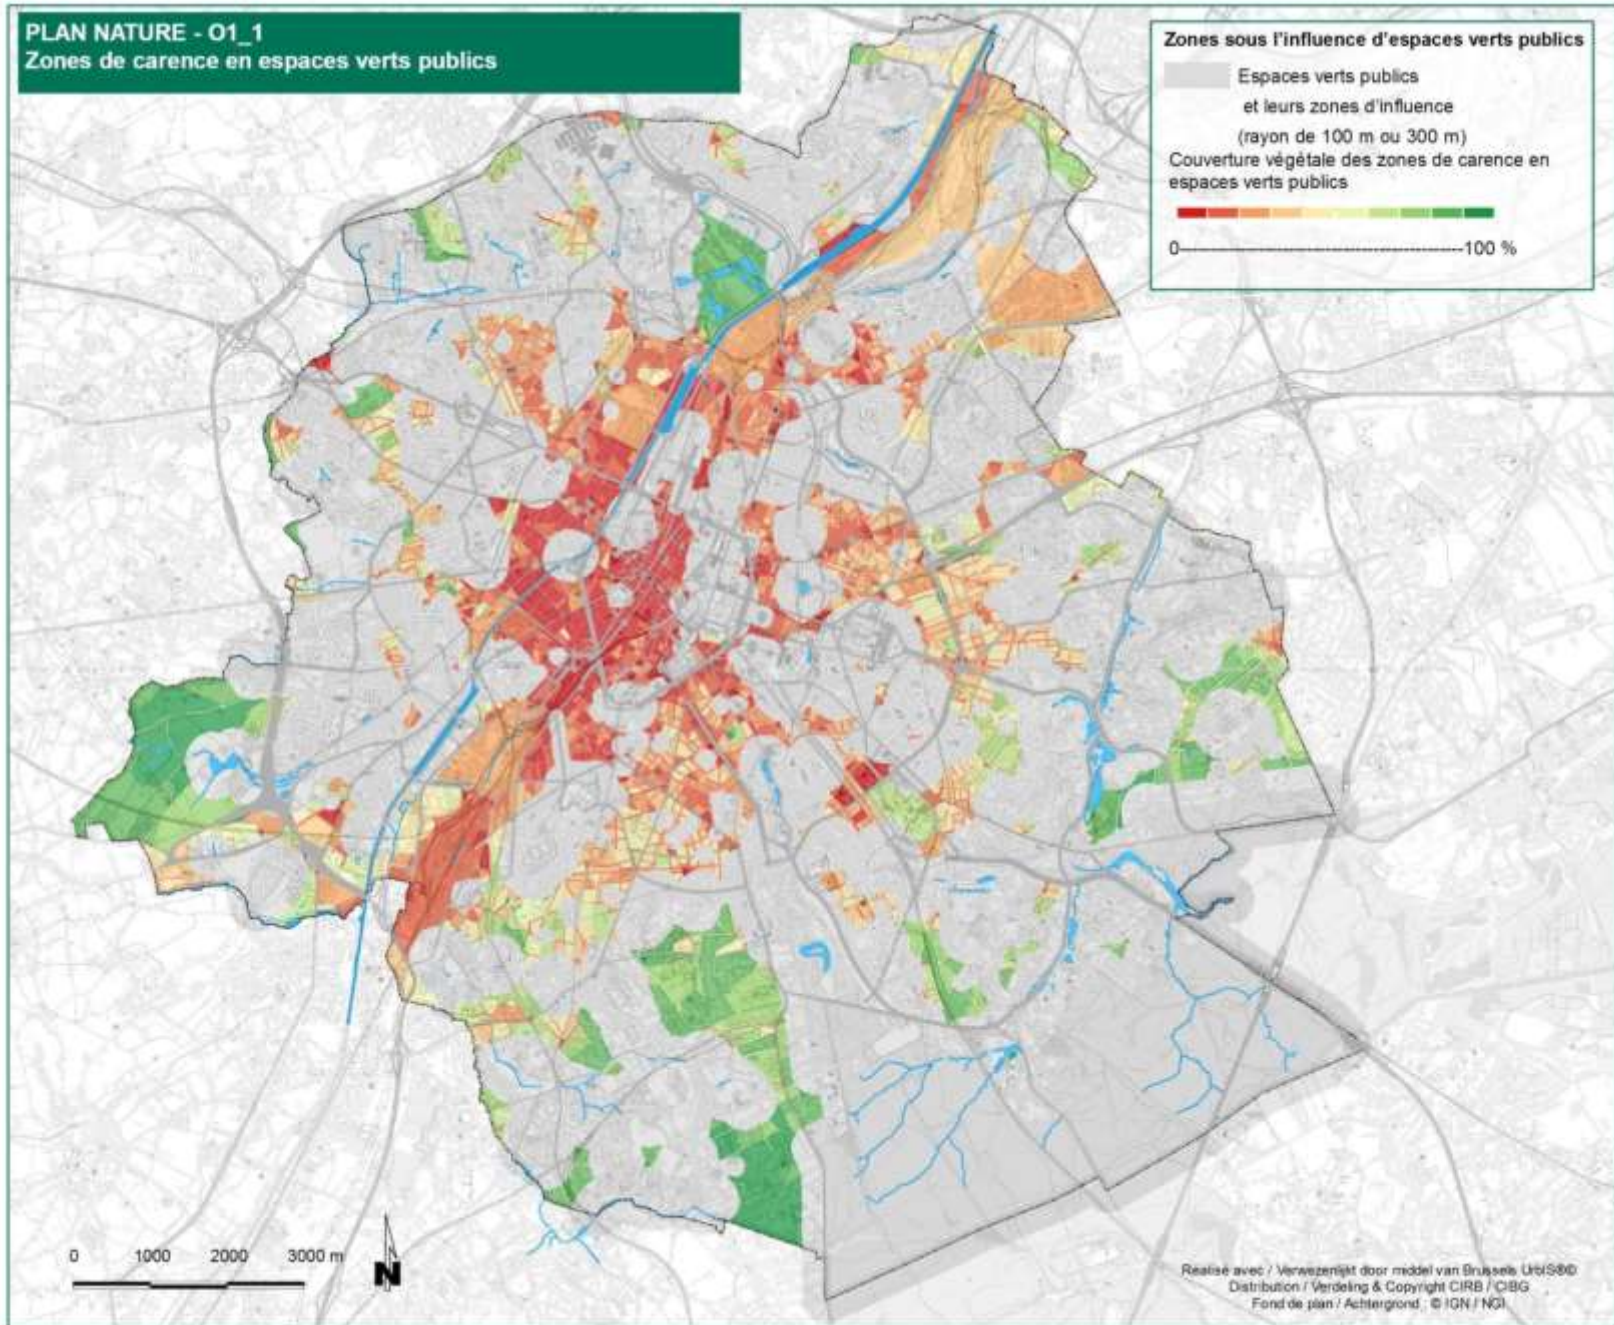 PLAN NATURE - O1_1
Zones de carence en espaces verts publics
Zones sous l'influence d'espaces verts publics
Espaces verts publics
et leurs zones d'influence
(rayon de 100 m ou 300 m)
Couverture végétale des zones de carence en
espaces verts publics
0----------------------------------------------100 %
0 1000 2000 3000 m
N
Réalisé avec / Verwezenlijkt door middel van Brussels UrbIS®©
Distribution / Verdeling & Copyright CIRB / CIBG
Fond de plan / Achtergrond : © IGN / NGI